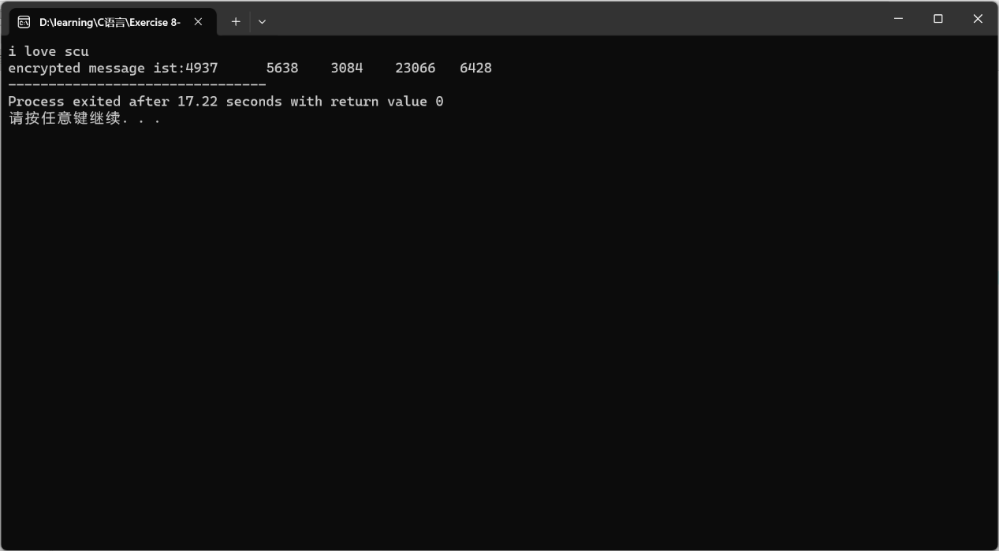 D:\learning\C语言\Exercise 8-
i love scu
encrypted message ist:4937      5638    3084    23066   6428
--------------------------------
Process exited after 17.22 seconds with return value 0
请按任意键继续. . .